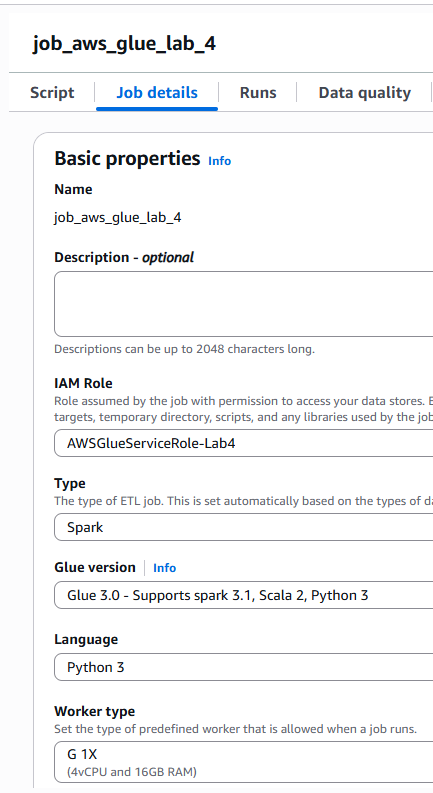 job_aws_glue_lab_4
Script Job details Runs Data quality
Basic properties Info
Name
job_aws_glue_lab_4
Description - optional
Descriptions can be up to 2048 characters long.
IAM Role
Role assumed by the job with permission to access your data stores.
targets, temporary directory, scripts, and any libraries used by the job
AWSGlueServiceRole-Lab4
Type
The type of ETL job. This is set automatically based on the types of
Spark
Glue version Info
Glue 3.0 - Supports spark 3.1, Scala 2, Python 3
Language
Python 3
Worker type
Set the type of predefined worker that is allowed when a job runs.
G 1X
(4vCPU and 16GB RAM)